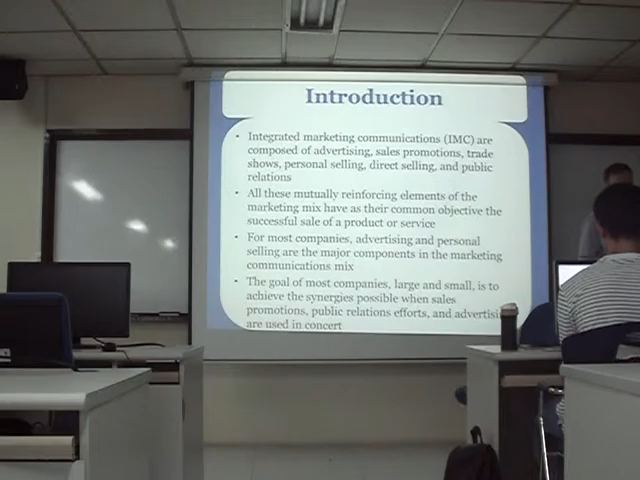 Introduction
• Integrated marketing communications (IMC) are
composed of advertising, sales promotions, trade
shows, personal selling, direct selling, and public
relations
• All these mutually reinforcing elements of the
marketing mix have as their common objective the
successful sale of a product or service
• For most companies, advertising and personal
selling are the major components in the marketing
communications mix
• The goal of most companies, large and small, is to
achieve the synergies possible when sales
promotions, public relations efforts, and advertisi
are used in concert